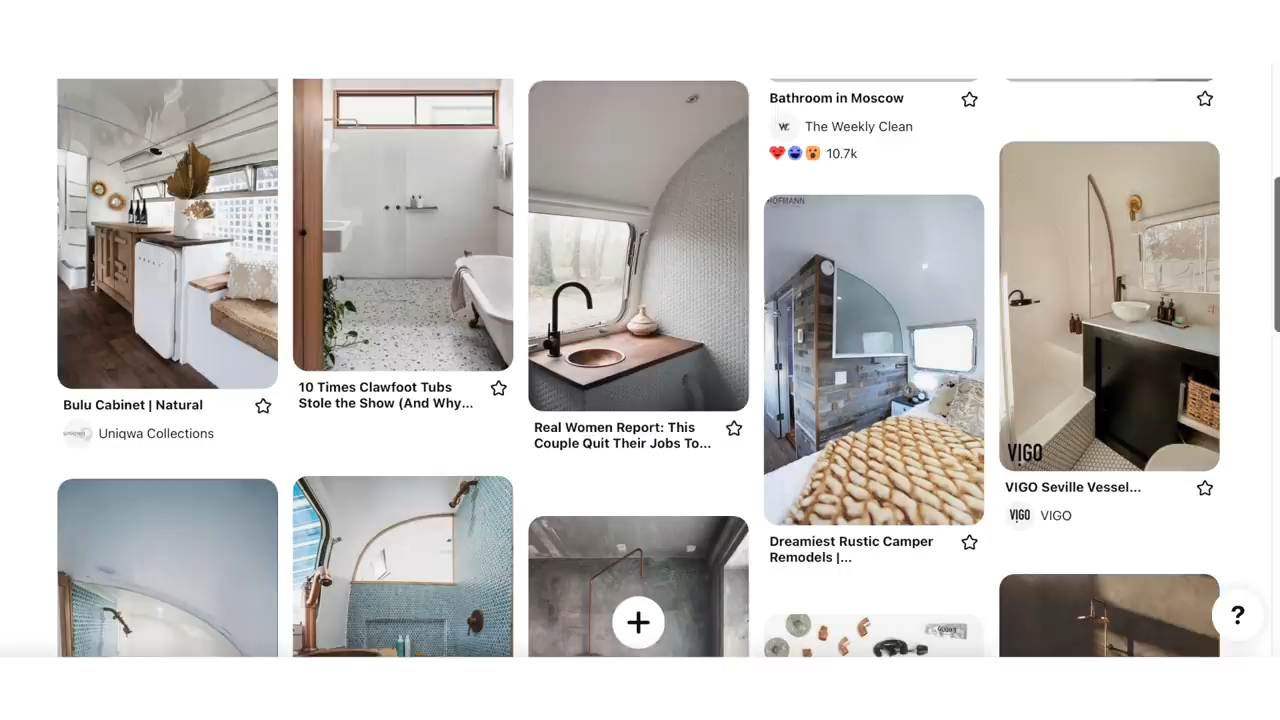 Bulu Cabinet | Natural
Uniqwa Collections
10 Times Clawfoot Tubs
Stole the Show (And Why...
Real Women Report: This
Couple Quit Their Jobs To...
Bathroom in Moscow
W.
The Weekly Clean
10.7k
HOFMANN
Dreamiest Rustic Camper
Remodels |...
VIGO
VIGO Seville Vessel...
VIGO
VIGO
?